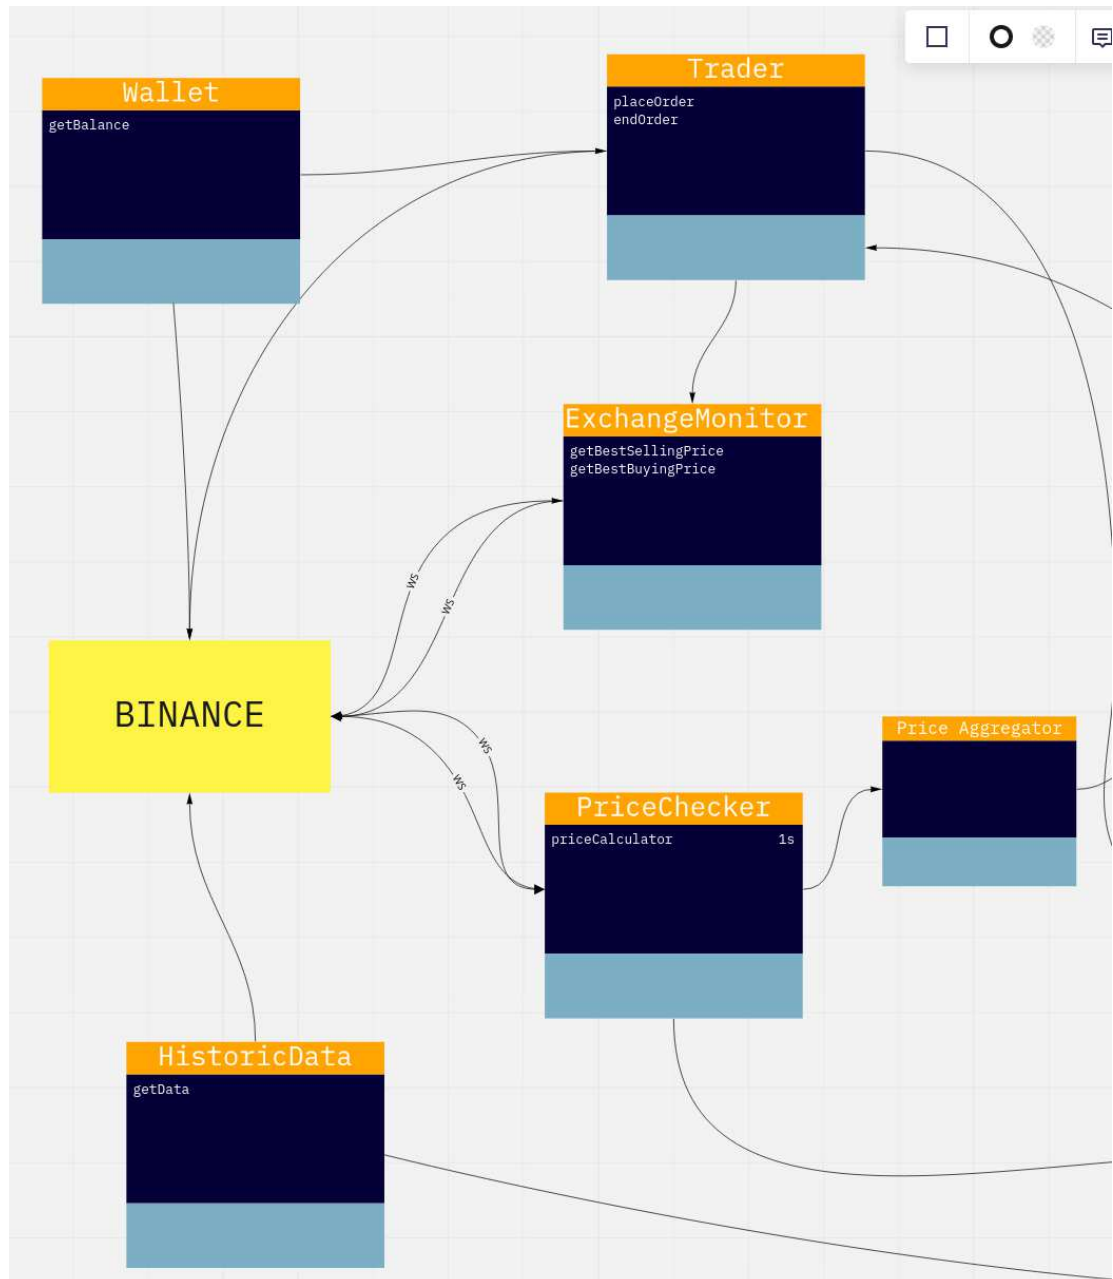 Wallet
getBalance
Trader
placeOrder
endOrder
ExchangeMonitor
getBestSellingPrice
getBestBuyingPrice
WS
WS
BINANCE
WS
WS
Price Aggregator
PriceChecker
priceCalculator 1s
HistoricData
getData